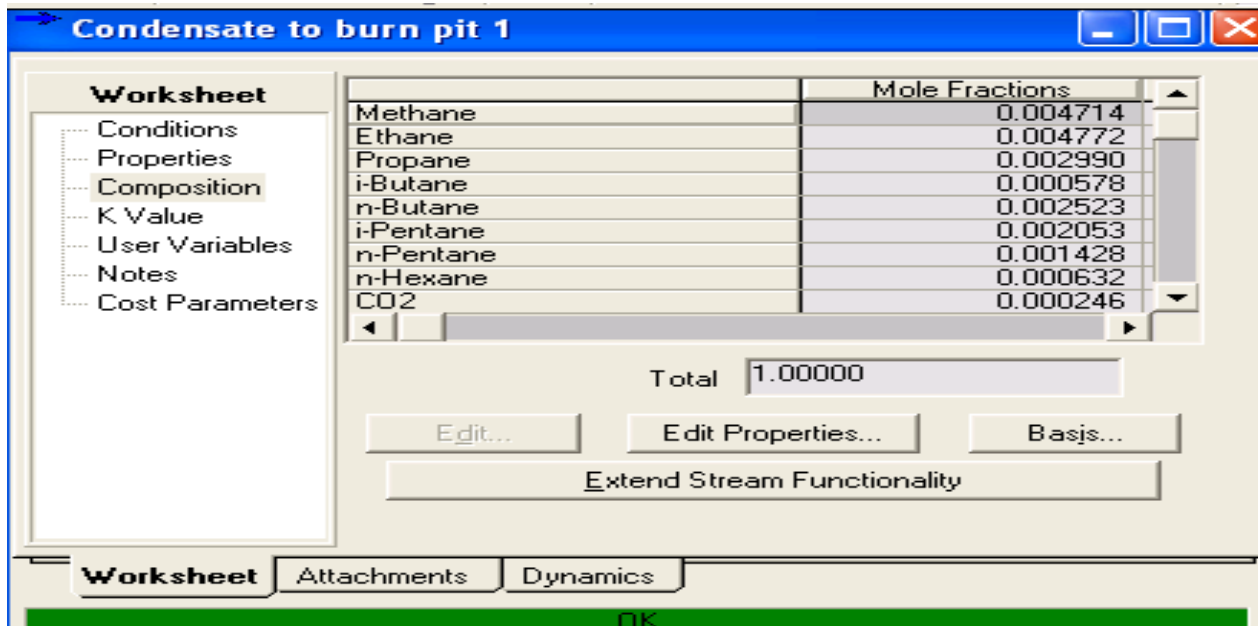 Condensate to burn pit 1
Worksheet
Conditions
Properties
Composition
K Value
User Variables
Notes
Cost Parameters
Mole Fractions
Methane 0.004714
Ethane 0.004772
Propane 0.002990
i-Butane 0.000578
n-Butane 0.002523
i-Pentane 0.002053
n-Pentane 0.001428
n-Hexane 0.000632
CO2 0.000246
Total 1.00000
Edit... Edit Properties... Basis...
Extend Stream Functionality
Worksheet Attachments Dynamics
OK